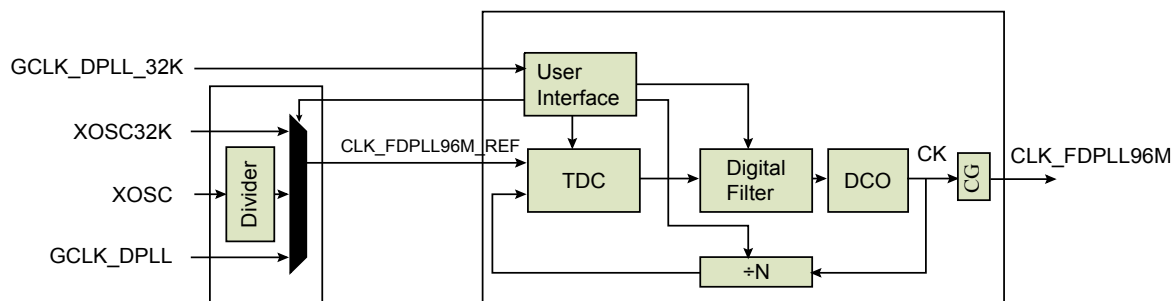 GCLK_DPLL_32K
User
Interface
XOSC32K
CLK_FDPLL96M_REF
CK
CLK_FDPLL96M
Divider
TDC
Digital
Filter
DCO
CG
XOSC
GCLK_DPLL
÷N